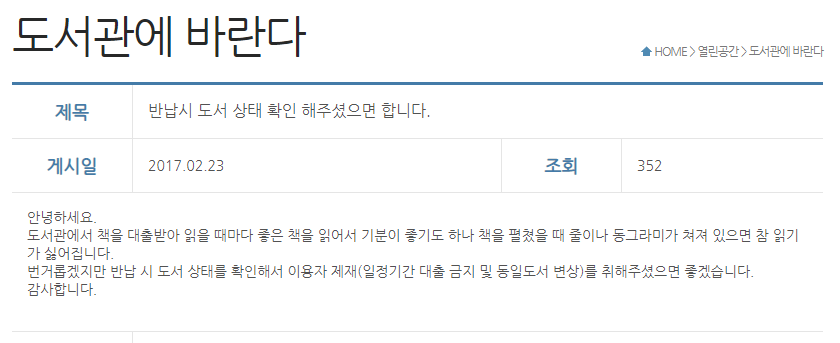 도서관에 바란다
HOME > 열린공간 > 도서관에 바란다
제목 반납시 도서 상태 확인 해주셨으면 합니다.
게시일 2017.02.23 조회 352
안녕하세요.
도서관에서 책을 대출받아 읽을 때마다 좋은 책을 읽어서 기분이 좋기도 하나 책을 펼쳤을 때 줄이나 동그라미가 쳐져 있으면 참 읽기
가 싫어집니다.
번거롭겠지만 반납 시 도서 상태를 확인해서 이용자 제재(일정기간 대출 금지 및 동일도서 변상)를 취해주셨으면 좋겠습니다.
감사합니다.